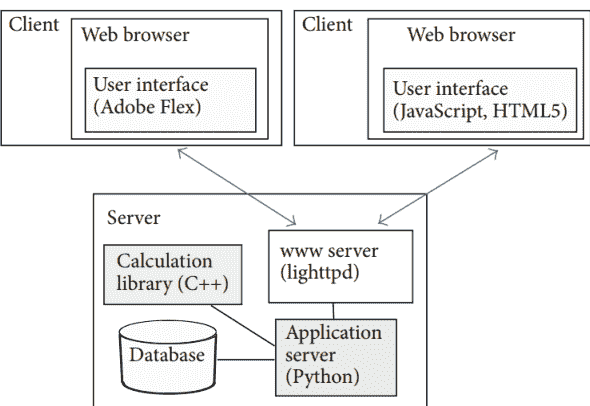 Client
Web browser
User interface
(Adobe Flex)
Client
Web browser
User interface
(JavaScript, HTML5)
Server
Calculation
library (C++)
www server
(lighttpd)
Database
Application
server
(Python)